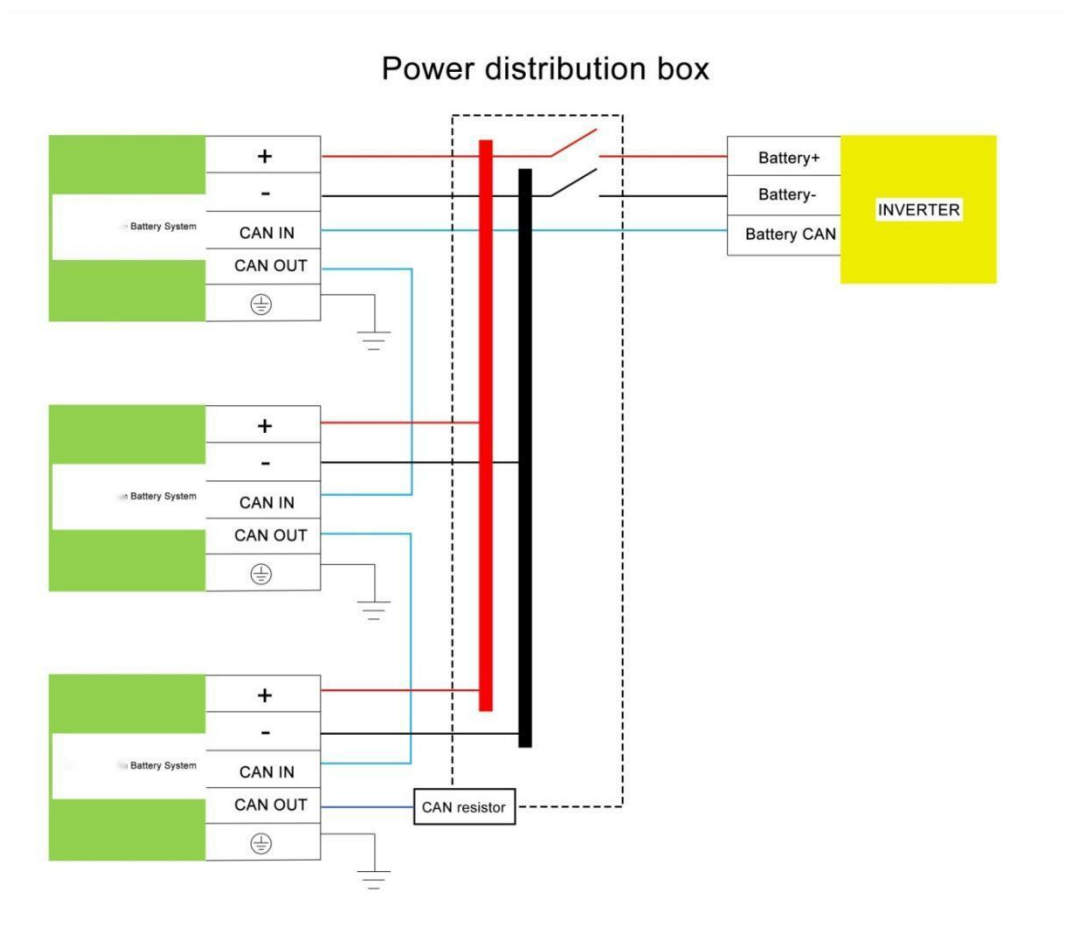 Power distribution box
+
-
Battery System
CAN IN
CAN OUT
Battery+
Battery-
Battery CAN
INVERTER
+
-
Battery System
CAN IN
CAN OUT
+
-
Battery System
CAN IN
CAN OUT
CAN resistor